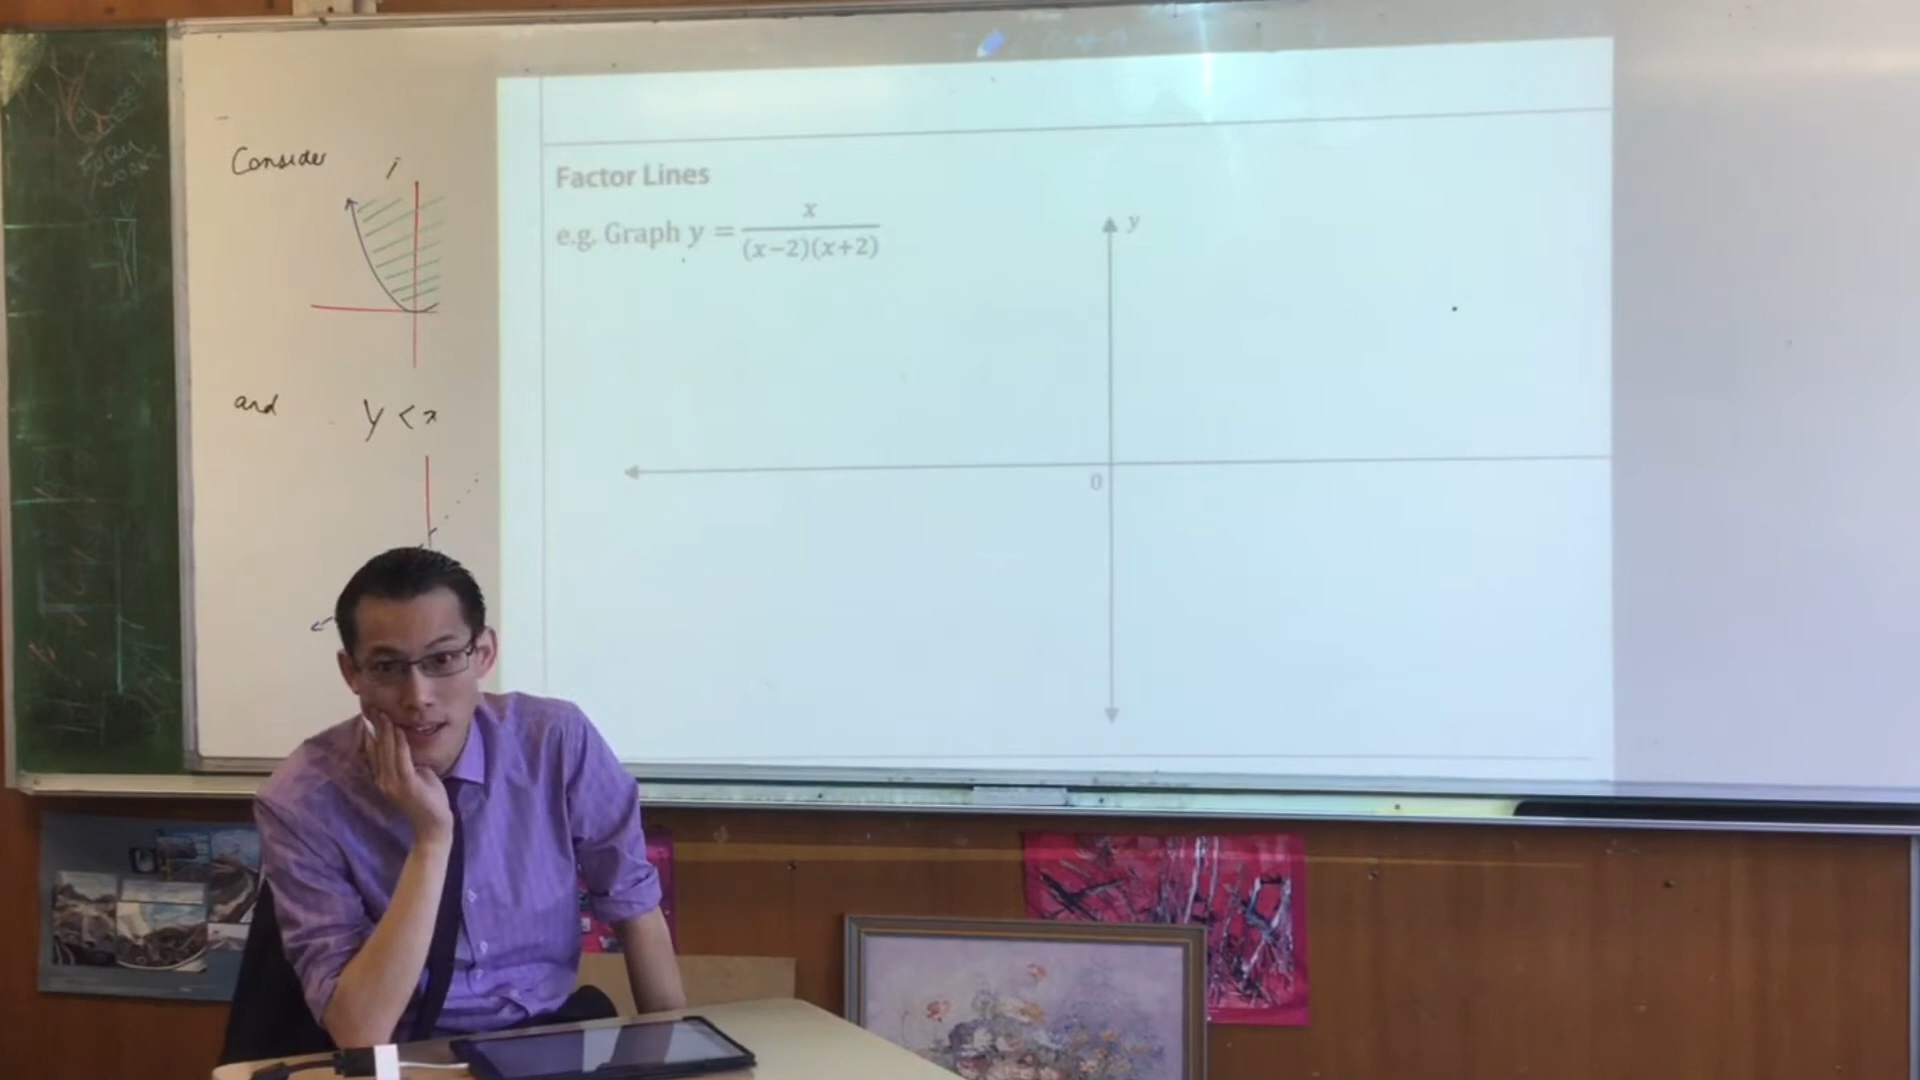 Consider
and
y < x
Factor Lines
e.g. Graph y = x/((x−2)(x+2))
y
0